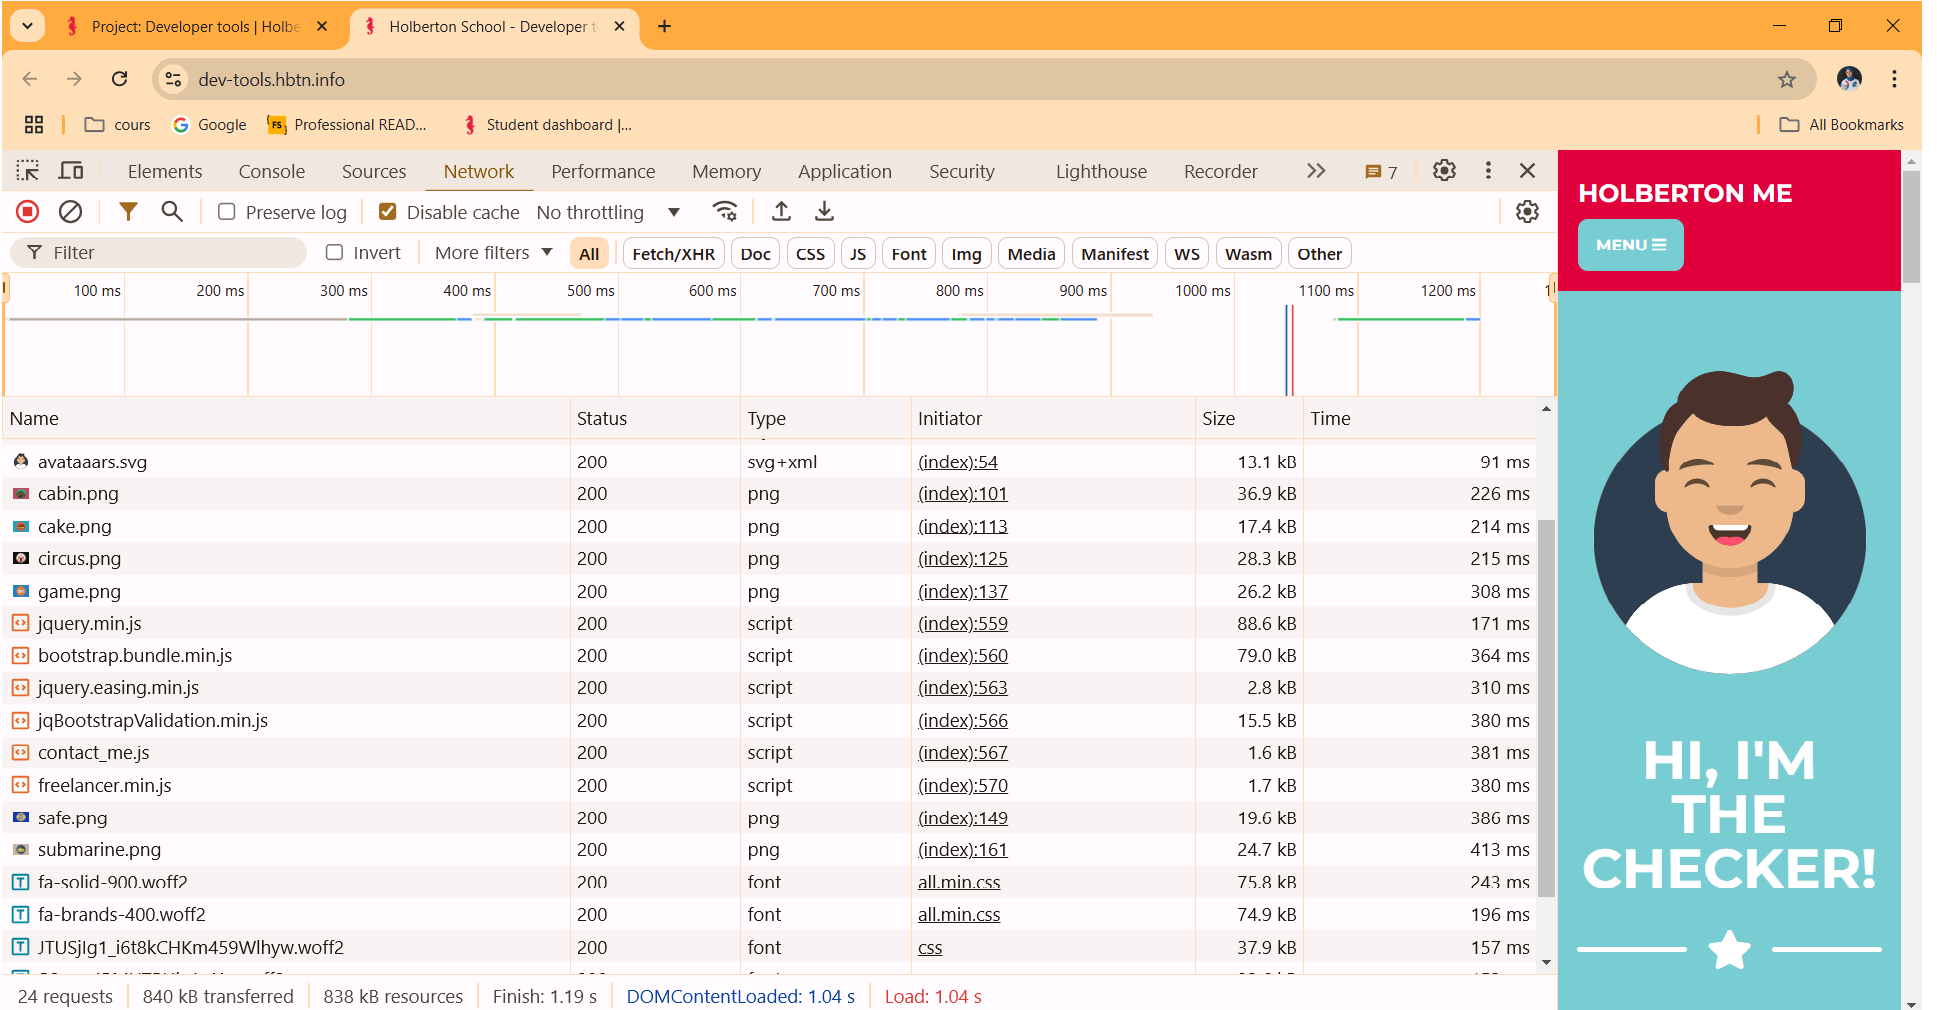 Project: Developer tools | Holbe
Holberton School - Developer t
dev-tools.hbtn.info
cours
Google
Professional READ...
Student dashboard |...
All Bookmarks
Elements Console Sources Network Performance Memory Application Security Lighthouse Recorder 7
Preserve log Disable cache No throttling
Filter Invert More filters All Fetch/XHR Doc CSS JS Font Img Media Manifest WS Wasm Other
100 ms 200 ms 300 ms 400 ms 500 ms 600 ms 700 ms 800 ms 900 ms 1000 ms 1100 ms 1200 ms
Name Status Type Initiator Size Time
avataaars.svg 200 svg+xml (index):54 13.1 kB 91 ms
cabin.png 200 png (index):101 36.9 kB 226 ms
cake.png 200 png (index):113 17.4 kB 214 ms
circus.png 200 png (index):125 28.3 kB 215 ms
game.png 200 png (index):137 26.2 kB 308 ms
jquery.min.js 200 script (index):559 88.6 kB 171 ms
bootstrap.bundle.min.js 200 script (index):560 79.0 kB 364 ms
jquery.easing.min.js 200 script (index):563 2.8 kB 310 ms
jqBootstrapValidation.min.js 200 script (index):566 15.5 kB 380 ms
contact_me.js 200 script (index):567 1.6 kB 381 ms
freelancer.min.js 200 script (index):570 1.7 kB 380 ms
safe.png 200 png (index):149 19.6 kB 386 ms
submarine.png 200 png (index):161 24.7 kB 413 ms
fa-solid-900.woff2 200 font all.min.css 75.8 kB 243 ms
fa-brands-400.woff2 200 font all.min.css 74.9 kB 196 ms
JTUSjIg1_i6t8kCHKm459Wlhyw.woff2 200 font css 37.9 kB 157 ms
24 requests 840 kB transferred 838 kB resources Finish: 1.19 s DOMContentLoaded: 1.04 s Load: 1.04 s
HOLBERTON ME
MENU
HI, I'M
THE
CHECKER!